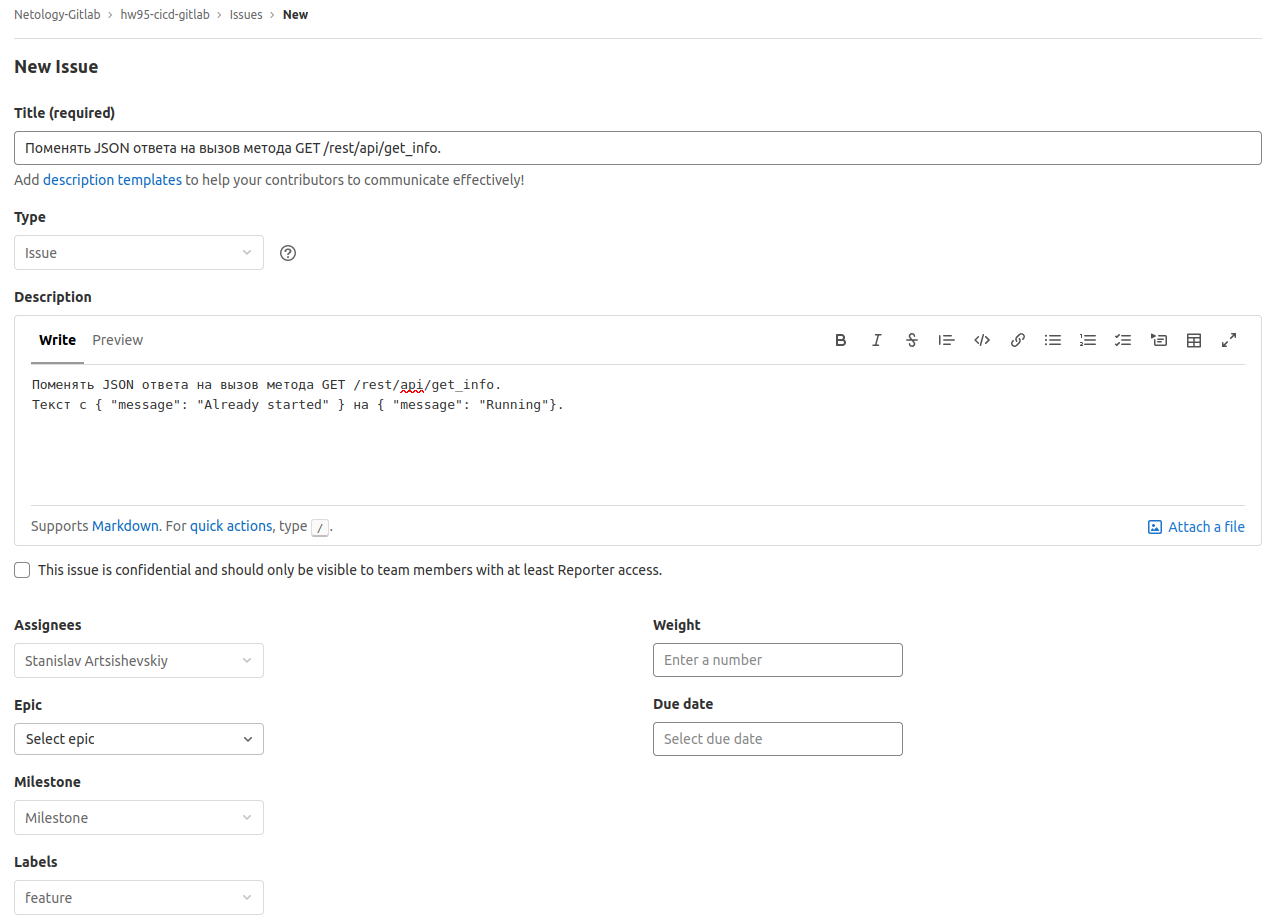 Netology-Gitlab › hw95-cicd-gitlab › Issues › New
New Issue
Title (required)
Поменять JSON ответа на вызов метода GET /rest/api/get_info.
Add description templates to help your contributors to communicate effectively!
Type
Issue
Description
Write Preview
Поменять JSON ответа на вызов метода GET /rest/api/get_info.
Текст с { "message": "Already started" } на { "message": "Running"}.
Supports Markdown. For quick actions, type /.
Attach a file
This issue is confidential and should only be visible to team members with at least Reporter access.
Assignees
Stanislav Artsishevskiy
Epic
Select epic
Milestone
Milestone
Labels
feature
Weight
Enter a number
Due date
Select due date